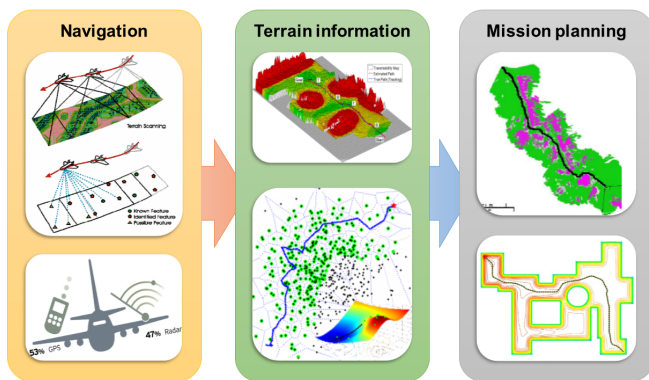 Navigation
Terrain Scanning
Known Feature
Identified Feature
Possible Feature
53% GPS
47% Radar
Terrain information
Traversability Map
Estimated Path
True Path (Tracking)
Mission planning